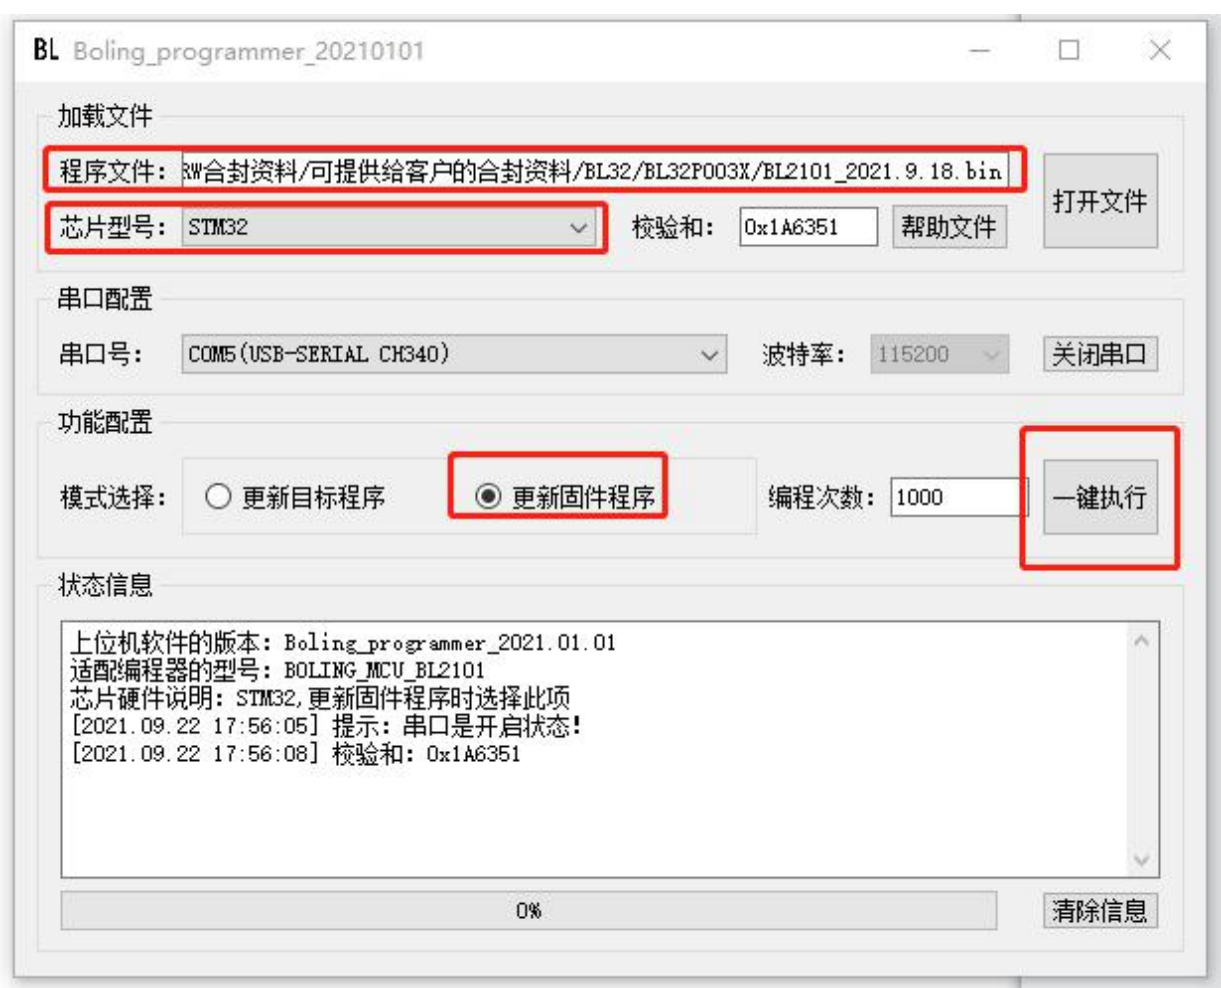 BL Boling_programmer_20210101
加载文件
程序文件: RW合封资料/可提供给客户的合封资料/BL32/BL32P003X/BL2101_2021.9.18.bin
打开文件
芯片型号: STM32 校验和: 0x1A6351 帮助文件
串口配置
串口号: COM5(USB-SERIAL CH340) 波特率: 115200 关闭串口
功能配置
模式选择: 更新目标程序 更新固件程序 编程次数: 1000 一键执行
状态信息
上位机软件的版本: Boling_programmer_2021.01.01
适配编程器的型号: BOLING_MCU_BL2101
芯片硬件说明: STM32,更新固件程序时选择此项
[2021.09.22 17:56:05] 提示: 串口是开启状态!
[2021.09.22 17:56:08] 校验和: 0x1A6351
0% 清除信息